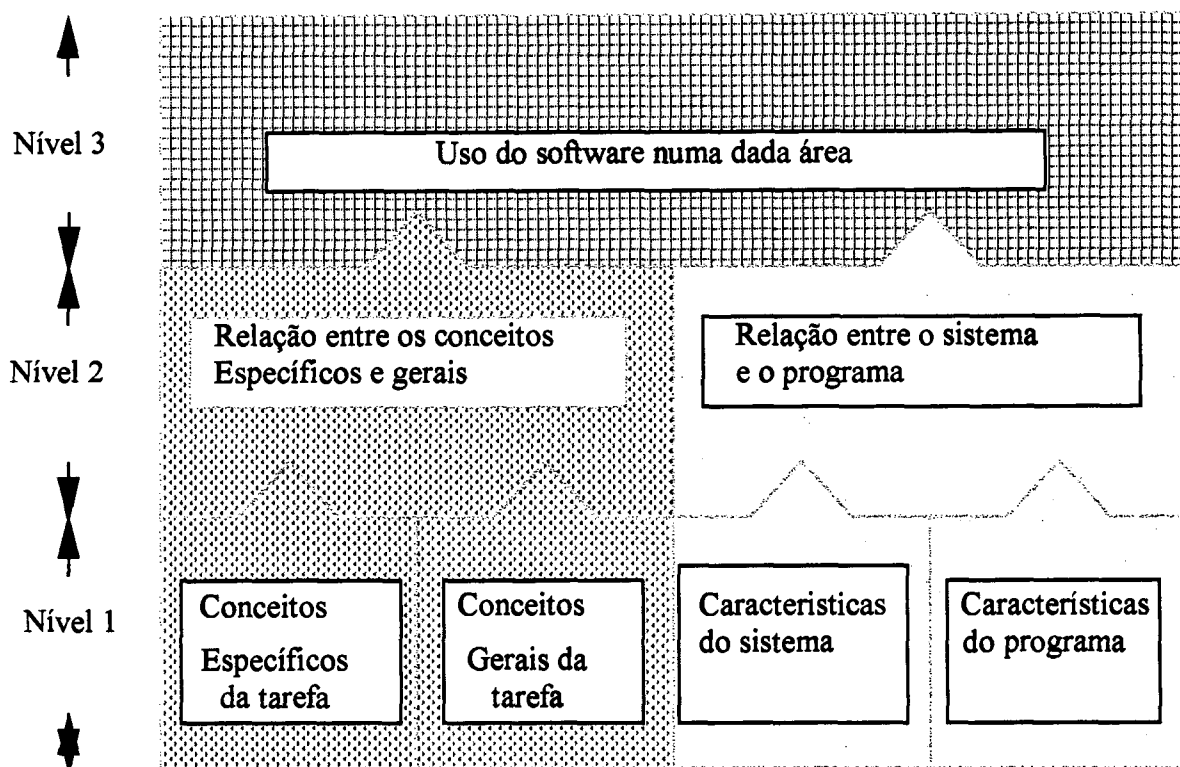 Nível 3
Uso do software numa dada área
Nível 2
Relação entre os conceitos
Específicos e gerais
Relação entre o sistema
e o programa
Nível 1
Conceitos
Específicos
da tarefa
Conceitos
Gerais da
tarefa
Caracteristicas
do sistema
Características
do programa